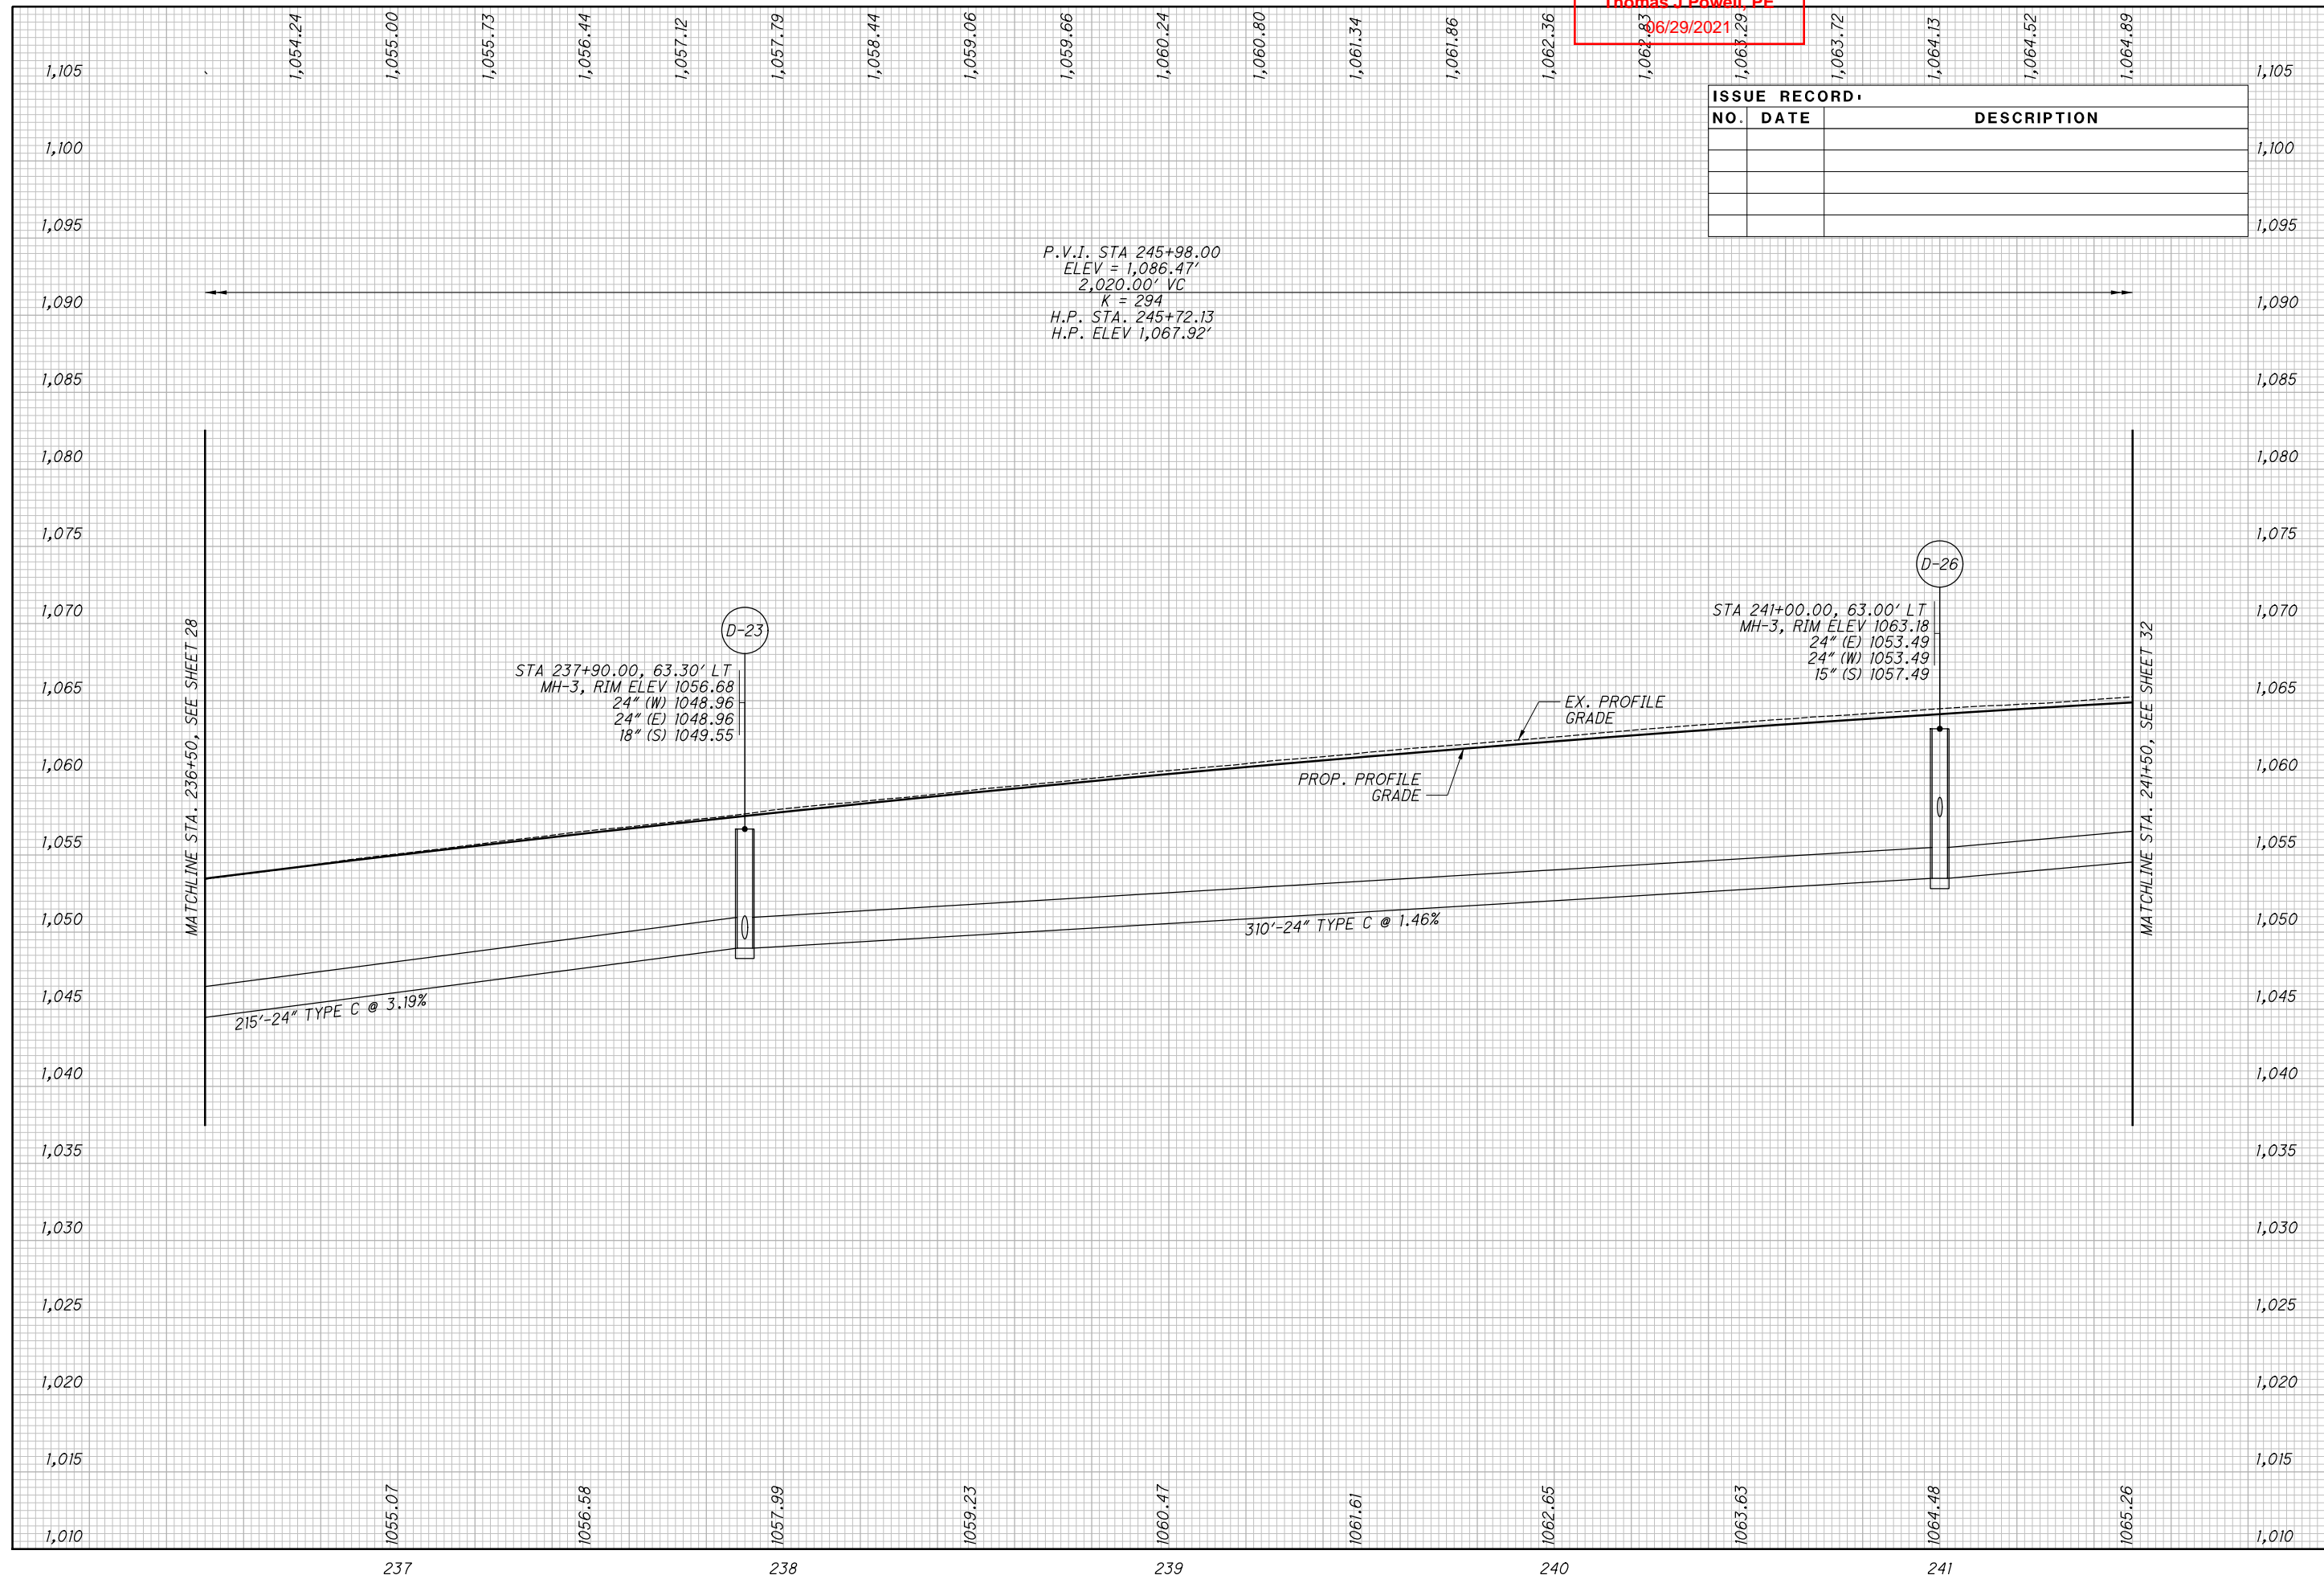 Thomas J Powell, PE
06/29/2021
1,054.24
1,055.00
1,055.73
1,056.44
1,057.12
1,057.79
1,058.44
1,059.06
1,059.66
1,060.24
1,060.80
1,061.34
1,061.86
1,062.36
1,062.83
1,063.29
1,063.72
1,064.13
1,064.52
1,064.89
1,105
1,105
ISSUE RECORD:
NO. DATE DESCRIPTION
1,100
1,100
1,095
1,095
P.V.I. STA 245+98.00
ELEV = 1,086.47'
2,020.00' VC
K = 294
H.P. STA. 245+72.13
H.P. ELEV 1,067.92'
1,090
1,090
1,085
1,085
1,080
1,080
1,075
1,075
D-26
1,070
1,070
STA 241+00.00, 63.00' LT
MH-3, RIM ELEV 1063.18
24" (E) 1053.49
24" (W) 1053.49
15" (S) 1057.49
D-23
STA 237+90.00, 63.30' LT
MH-3, RIM ELEV 1056.68
24" (W) 1048.96
24" (E) 1048.96
18" (S) 1049.55
MATCHLINE STA. 236+50, SEE SHEET 28
MATCHLINE STA. 241+50, SEE SHEET 32
1,065
1,065
EX. PROFILE
GRADE
1,060
1,060
PROP. PROFILE
GRADE
1,055
1,055
1,050
1,050
310'-24" TYPE C @ 1.46%
1,045
1,045
215'-24" TYPE C @ 3.19%
1,040
1,040
1,035
1,035
1,030
1,030
1,025
1,025
1,020
1,020
1,015
1,015
1,010
1,010
1055.07
1056.58
1057.99
1059.23
1060.47
1061.61
1062.65
1063.63
1064.48
1065.26
237
238
239
240
241